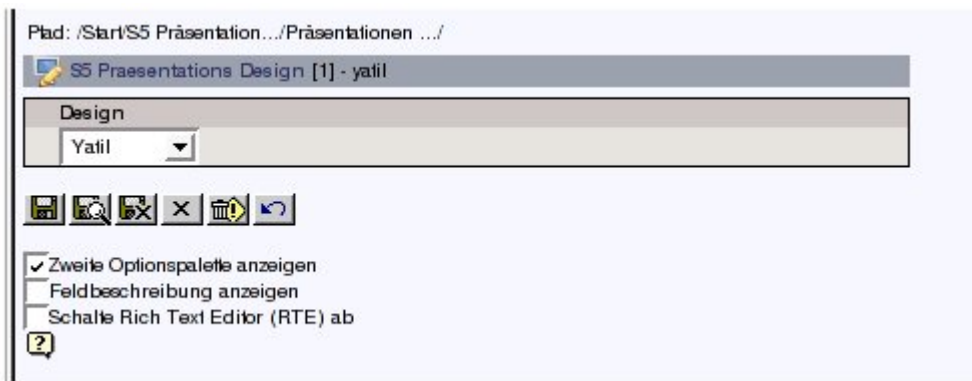 Pfad: /Start/S5 Präsentation.../Präsentationen .../
S5 Praesentations Design [1] - yatil
Design
Yatil
Zweite Optionspalette anzeigen
Feldbeschreibung anzeigen
Schalte Rich Text Editor (RTE) ab